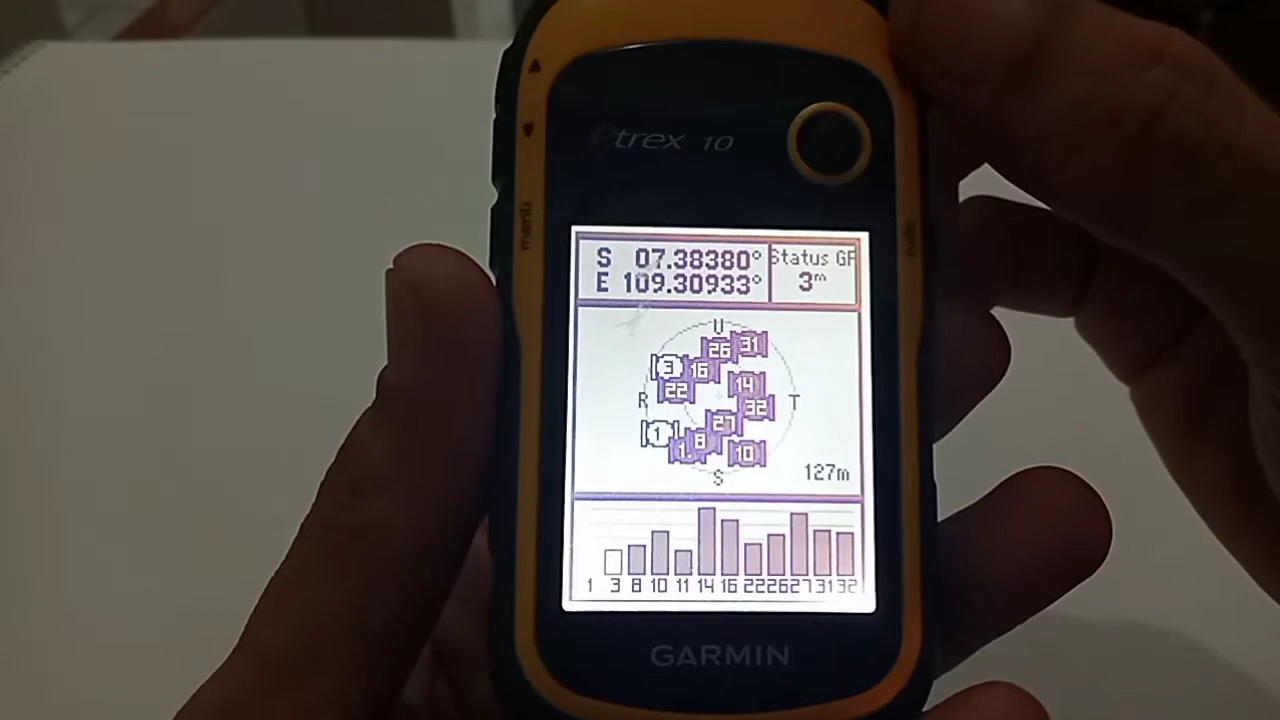 etrex 10
menu
S 07.38380° Status GP
E 109.30933° 3m
U
26 31
3 16
22 14
R 32 T
27
1 8
10
S
127m
1 3 8 10 11 14 16 22 26 27 31 32
GARMIN